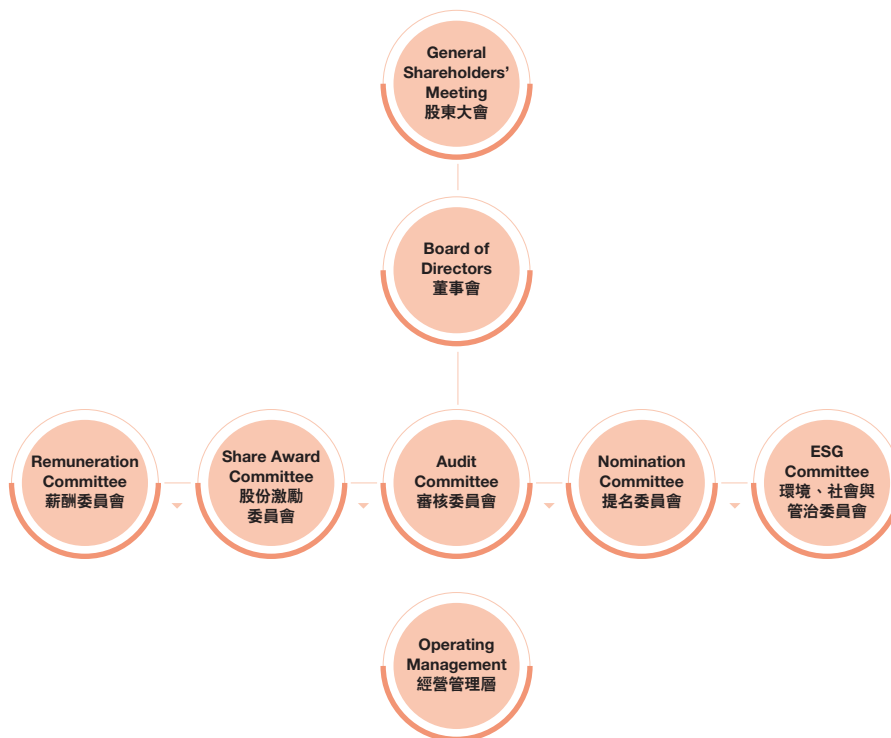 General
Shareholders’
Meeting
股東大會
Board of
Directors
董事會
Remuneration
Committee
薪酬委員會
Share Award
Committee
股份激勵
委員會
Audit
Committee
審核委員會
Nomination
Committee
提名委員會
ESG
Committee
環境、社會與
管治委員會
Operating
Management
經營管理層